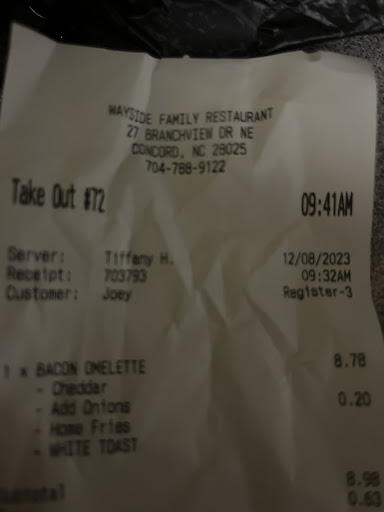 WAYSIDE FAMILY RESTAURANT
27 BRANCHVIEW DR NE
CONCORD, NC 28025
704-788-9122
Take Out #72 09:41AM
Server: Tiffany H. 12/08/2023
Receipt: 703793 09:32AM
Customer: Joey Register-3
1 x BACON OMELETTE 8.78
- Cheddar
- Add Onions 0.20
- Home Fries
- WHITE TOAST
Subtotal 8.98
0.63